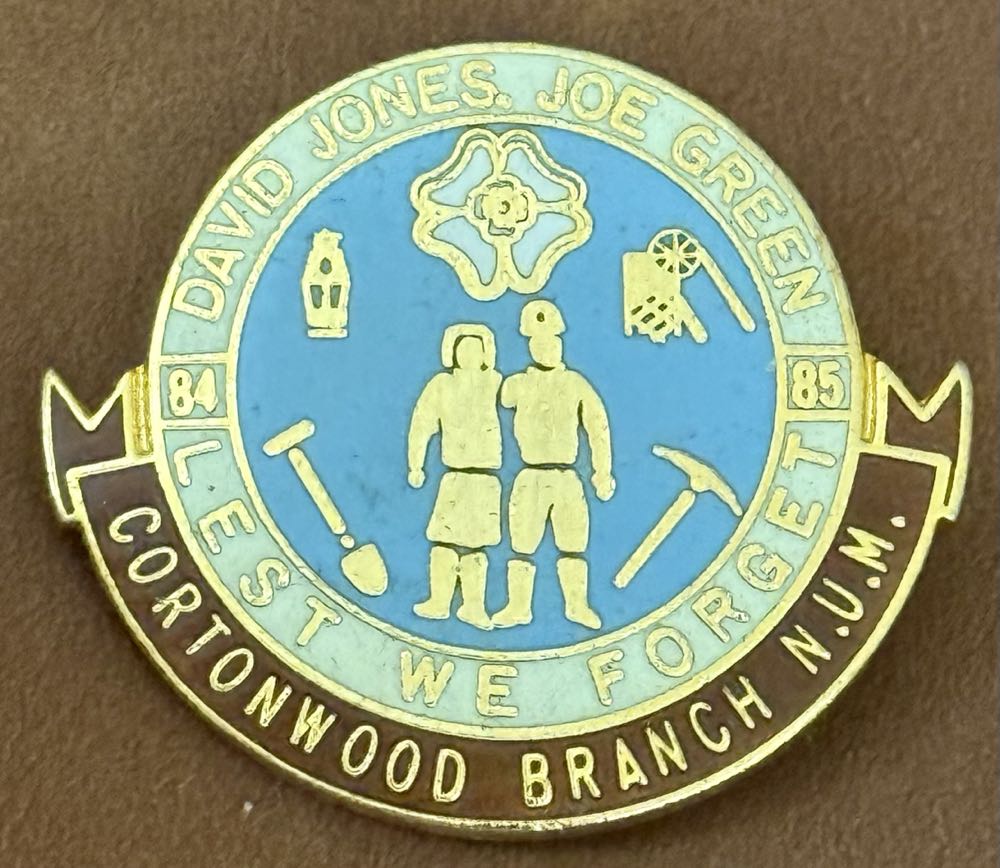 DAVID JONES. JOE GREEN
84 85
LEST WE FORGET
CORTONWOOD BRANCH N.U.M.